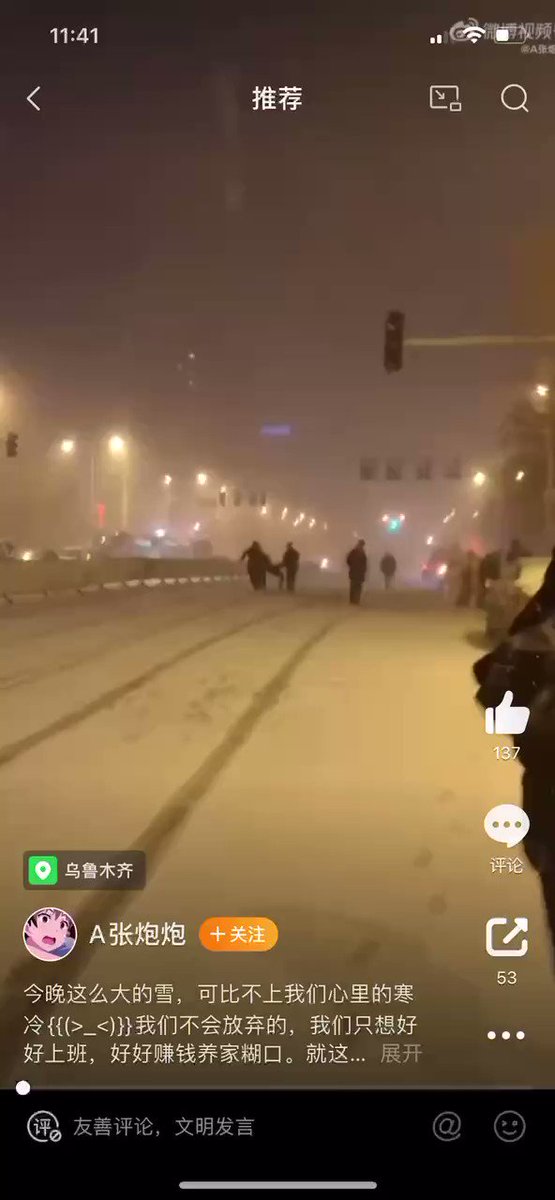 11:41
微博视频
@A张炮
推荐
乌鲁木齐
A张炮炮
+关注
今晚这么大的雪，可比不上我们心里的寒
冷{{(>_<)}}我们不会放弃的，我们只想好
好上班，好好赚钱养家糊口。就这... 展开
137
评论
53
评 友善评论，文明发言 @